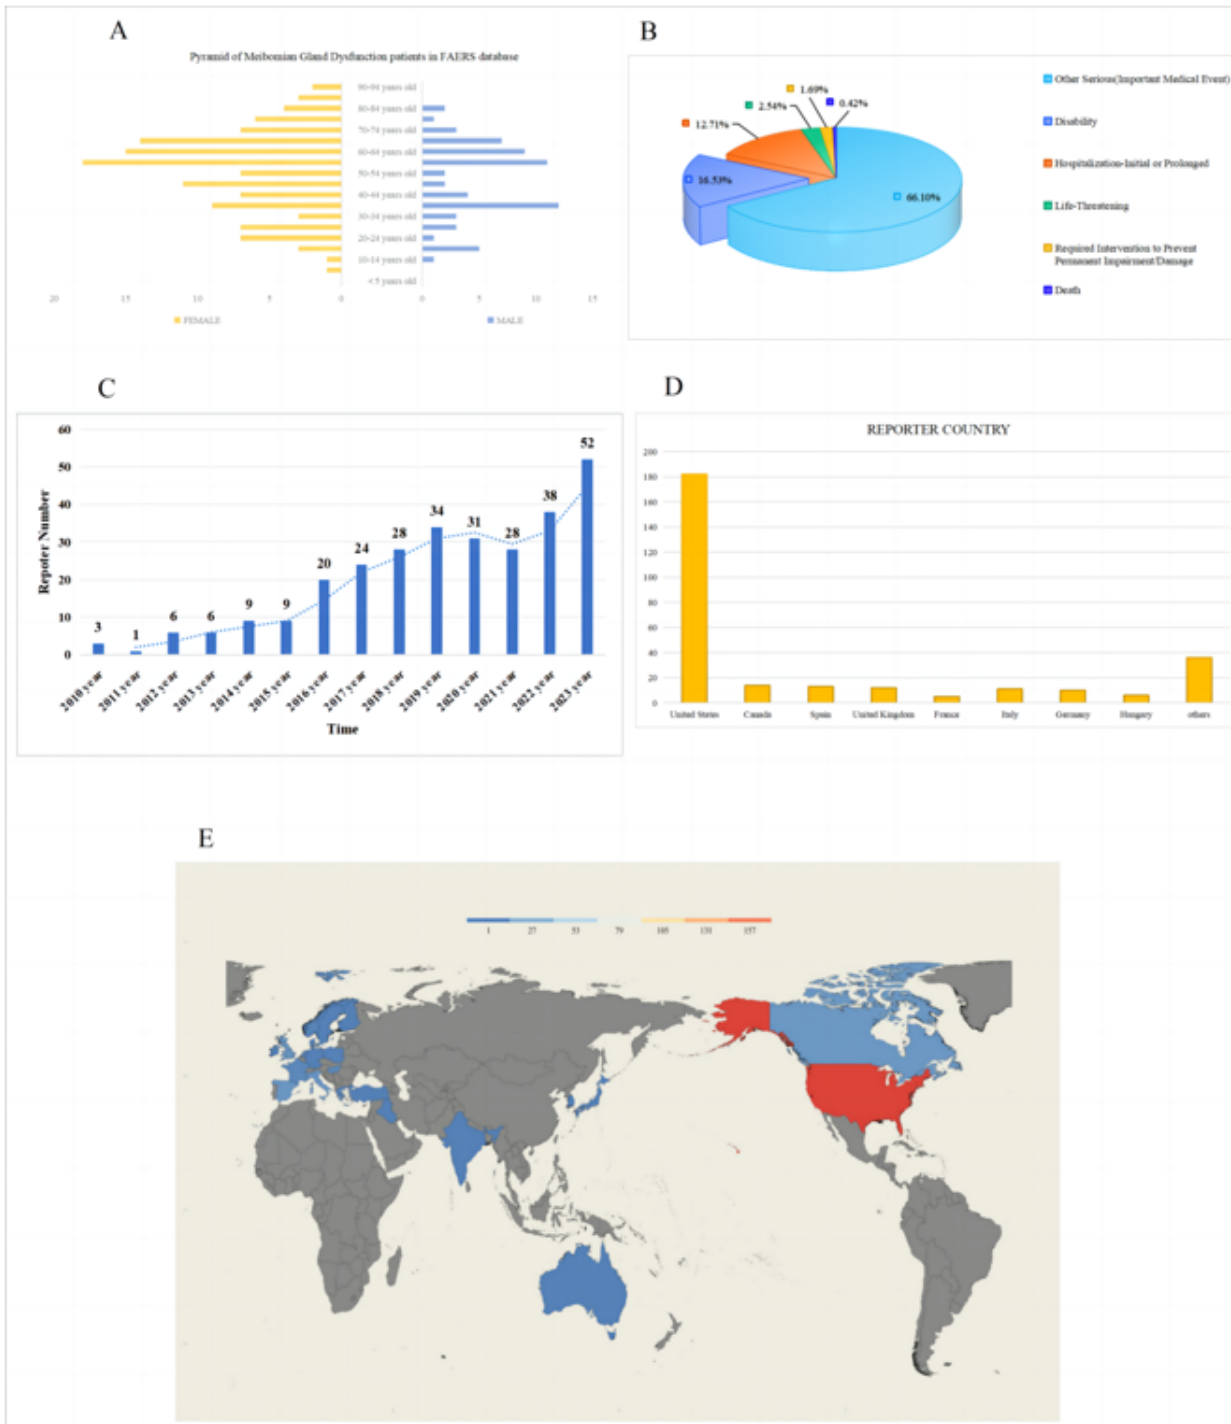 A
Pyramid of Meibomian Gland Dysfunction patients in FAERS database
90-94 years old
80-84 years old
70-74 years old
60-64 years old
50-54 years old
40-44 years old
30-34 years old
20-24 years old
10-14 years old
<5 years old
20 15 10 5 0 0 5 10 15
FEMALE MALE
B
1.69%
2.54% 0.42%
12.71%
16.53%
66.10%
Other Serious(Important Medical Event)
Disability
Hospitalization-Initial or Prolonged
Life-Threatening
Required Intervention to Prevent
Permanent Impairment/Damage
Death
C
Repoter Number
60
50
40
30
20
10
0
3 1 6 6 9 9 20 24 28 34 31 28 38 52
2010 year 2011 year 2012 year 2013 year 2014 year 2015 year 2016 year 2017 year 2018 year 2019 year 2020 year 2021 year 2022 year 2023 year
Time
D
REPORTER COUNTRY
200
180
160
140
120
100
80
60
40
20
0
United States Canada Spain United Kingdom France Italy Germany Hungary others
E
1 27 53 79 105 131 157